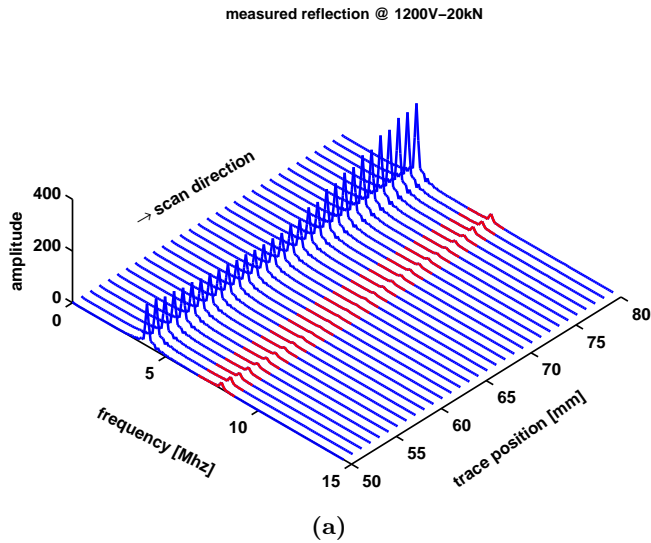 measured reflection @ 1200V−20kN
→ scan direction
400
200
0
amplitude
0
5
10
15
frequency [Mhz]
50
55
60
65
70
75
80
trace position [mm]
(a)